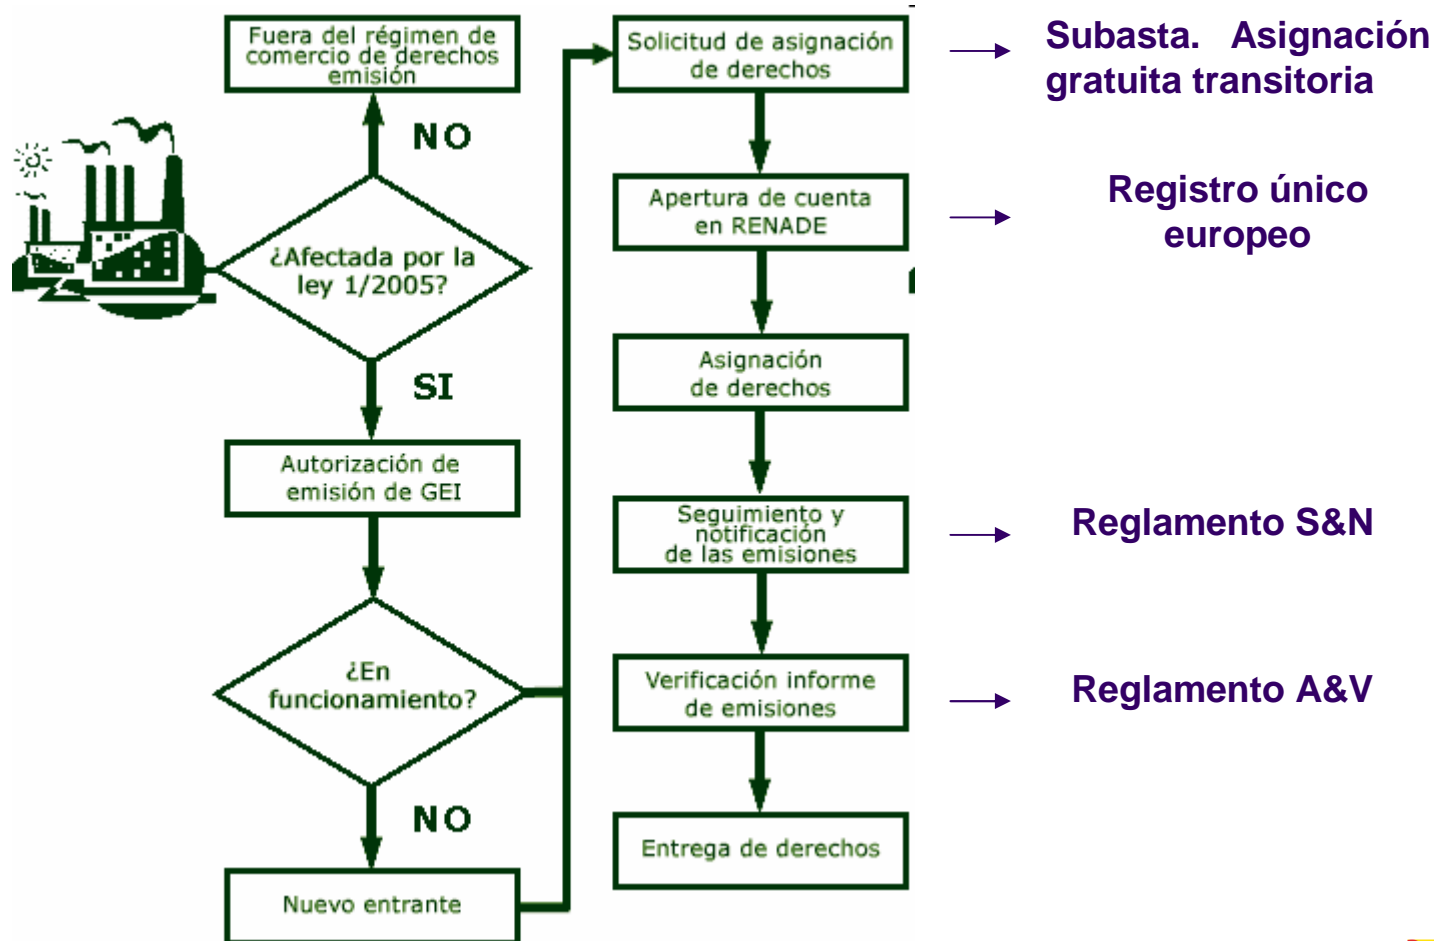 Fuera del régimen de
comercio de derechos
emisión
NO
¿Afectada por la
ley 1/2005?
SI
Autorización de
emisión de GEI
¿En
funcionamiento?
NO
Nuevo entrante
Solicitud de asignación
de derechos
Apertura de cuenta
en RENADE
Asignación
de derechos
Seguimiento y
notificación
de las emisiones
Verificación informe
de emisiones
Entrega de derechos
Subasta. Asignación
gratuita transitoria
Registro único
europeo
Reglamento S&N
Reglamento A&V